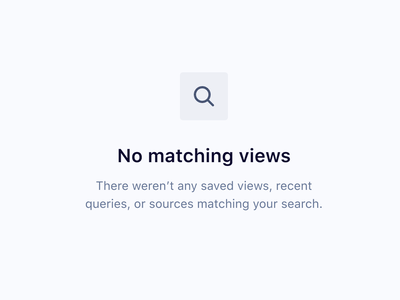 No matching views
There weren’t any saved views, recent
queries, or sources matching your search.